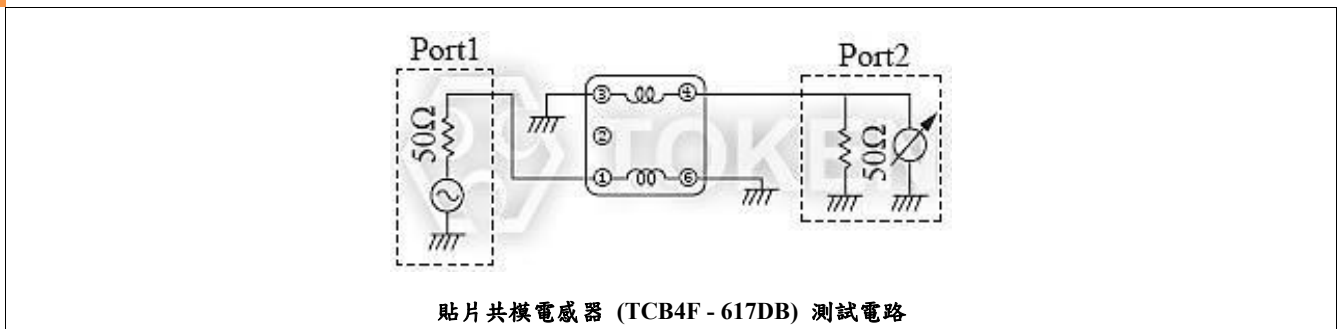 Port1
Port2
50Ω
50Ω
③
④
②
①
⑥
TOKEN
貼片共模電感器 (TCB4F - 617DB) 測試電路